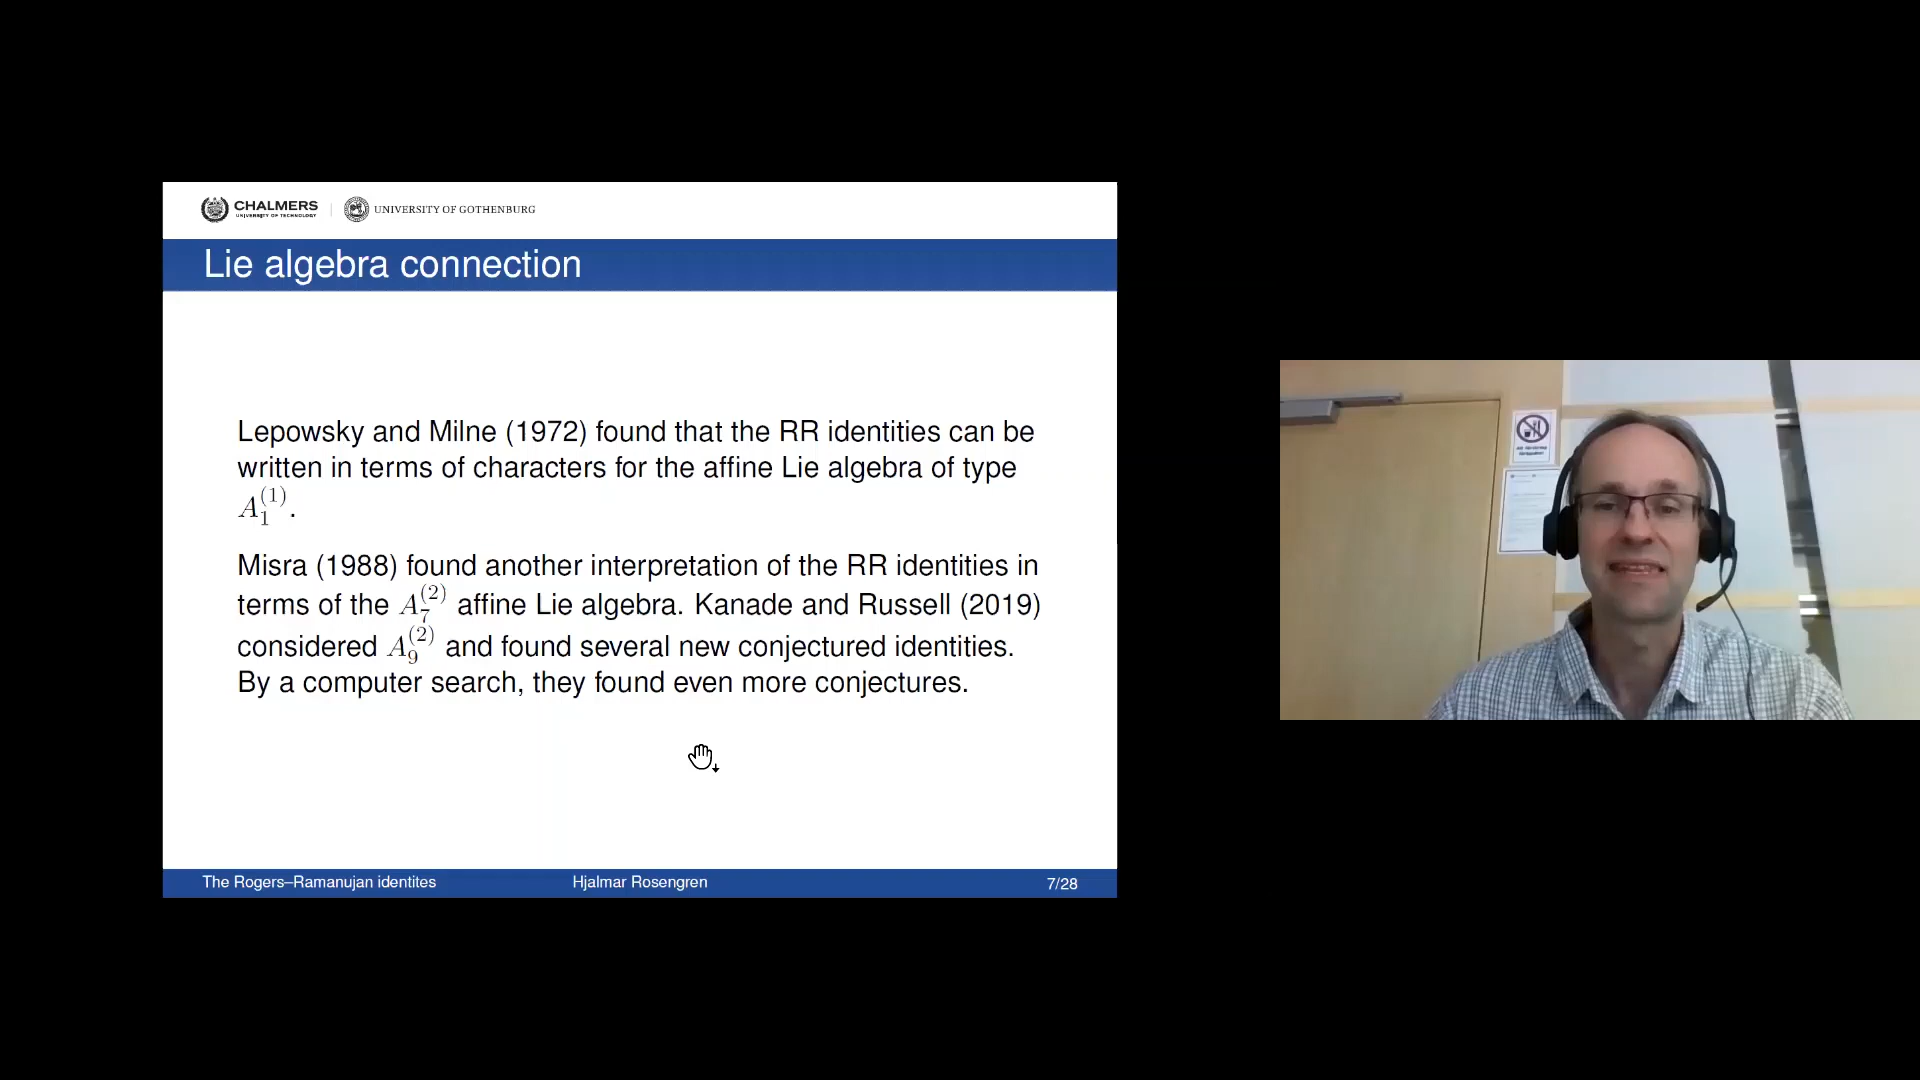 CHALMERS
UNIVERSITY OF TECHNOLOGY
UNIVERSITY OF GOTHENBURG
Lie algebra connection
Lepowsky and Milne (1972) found that the RR identities can be
written in terms of characters for the affine Lie algebra of type
A_1^{(1)}.
Misra (1988) found another interpretation of the RR identities in
terms of the A_7^{(2)} affine Lie algebra. Kanade and Russell (2019)
considered A_9^{(2)} and found several new conjectured identities.
By a computer search, they found even more conjectures.
The Rogers–Ramanujan identites
Hjalmar Rosengren
7/28